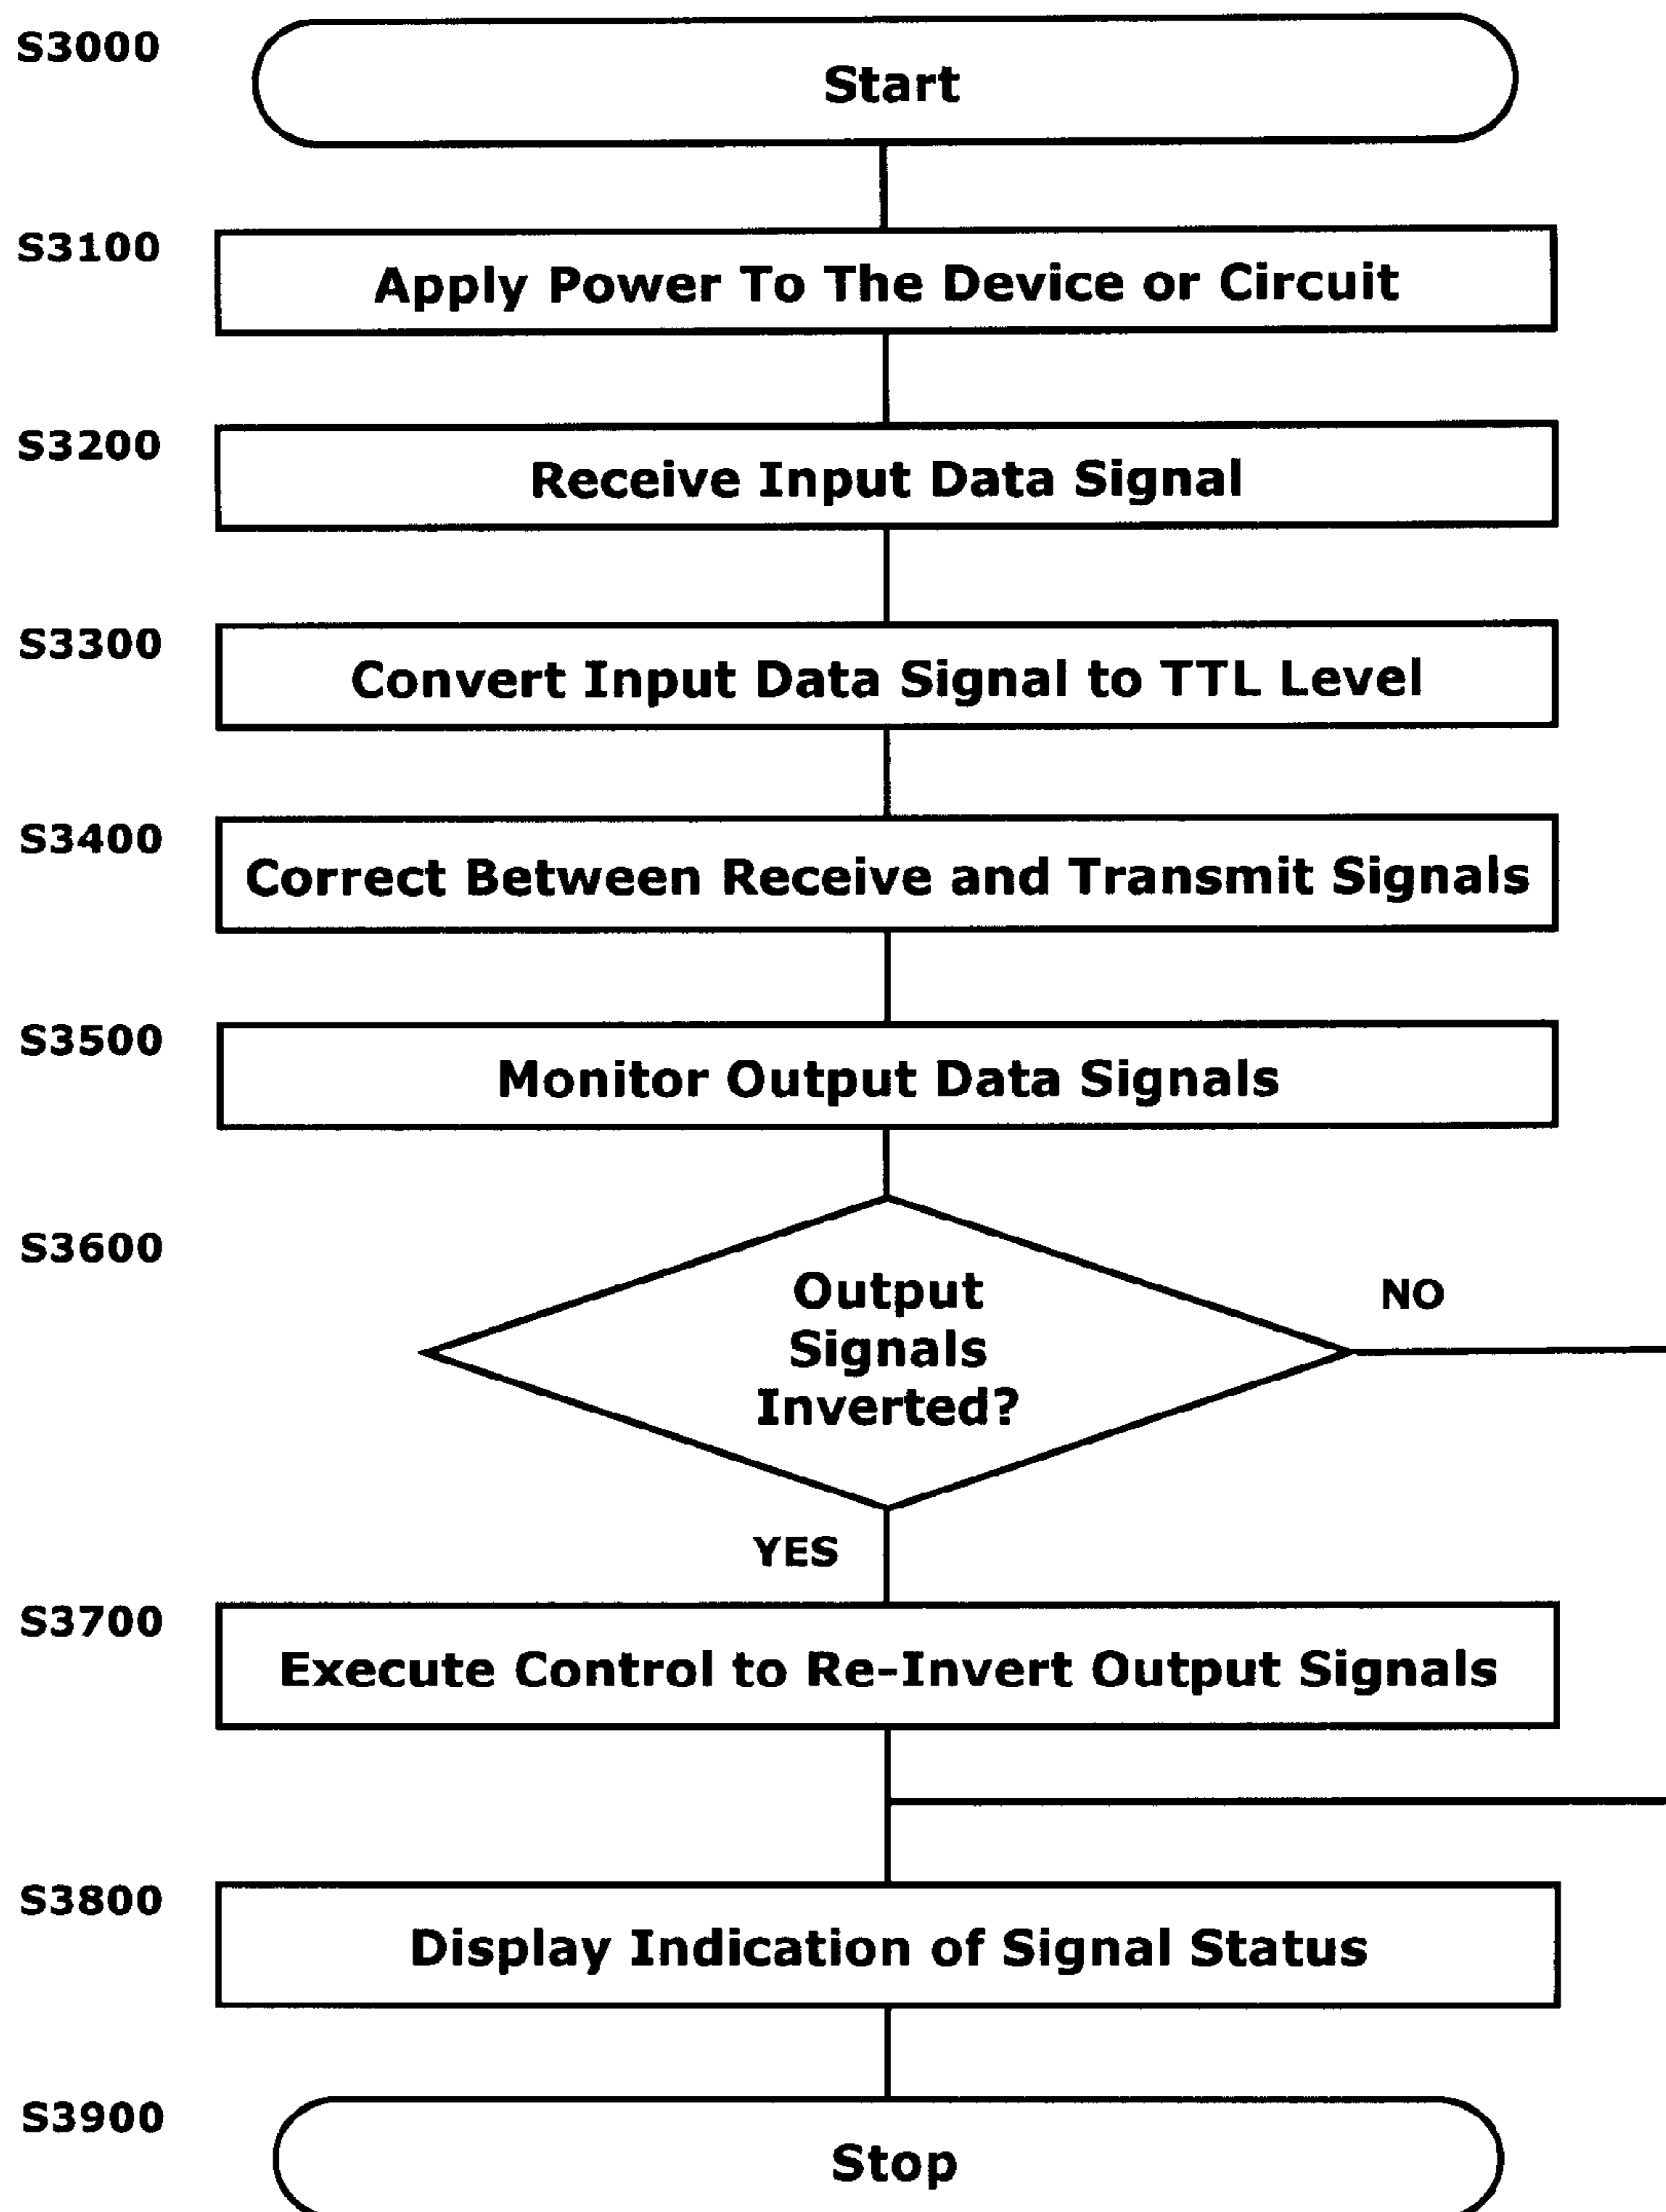 S3000
Start
S3100
Apply Power To The Device or Circuit
S3200
Receive Input Data Signal
S3300
Convert Input Data Signal to TTL Level
S3400
Correct Between Receive and Transmit Signals
S3500
Monitor Output Data Signals
S3600
Output
Signals
Inverted?
NO
YES
S3700
Execute Control to Re-Invert Output Signals
S3800
Display Indication of Signal Status
S3900
Stop